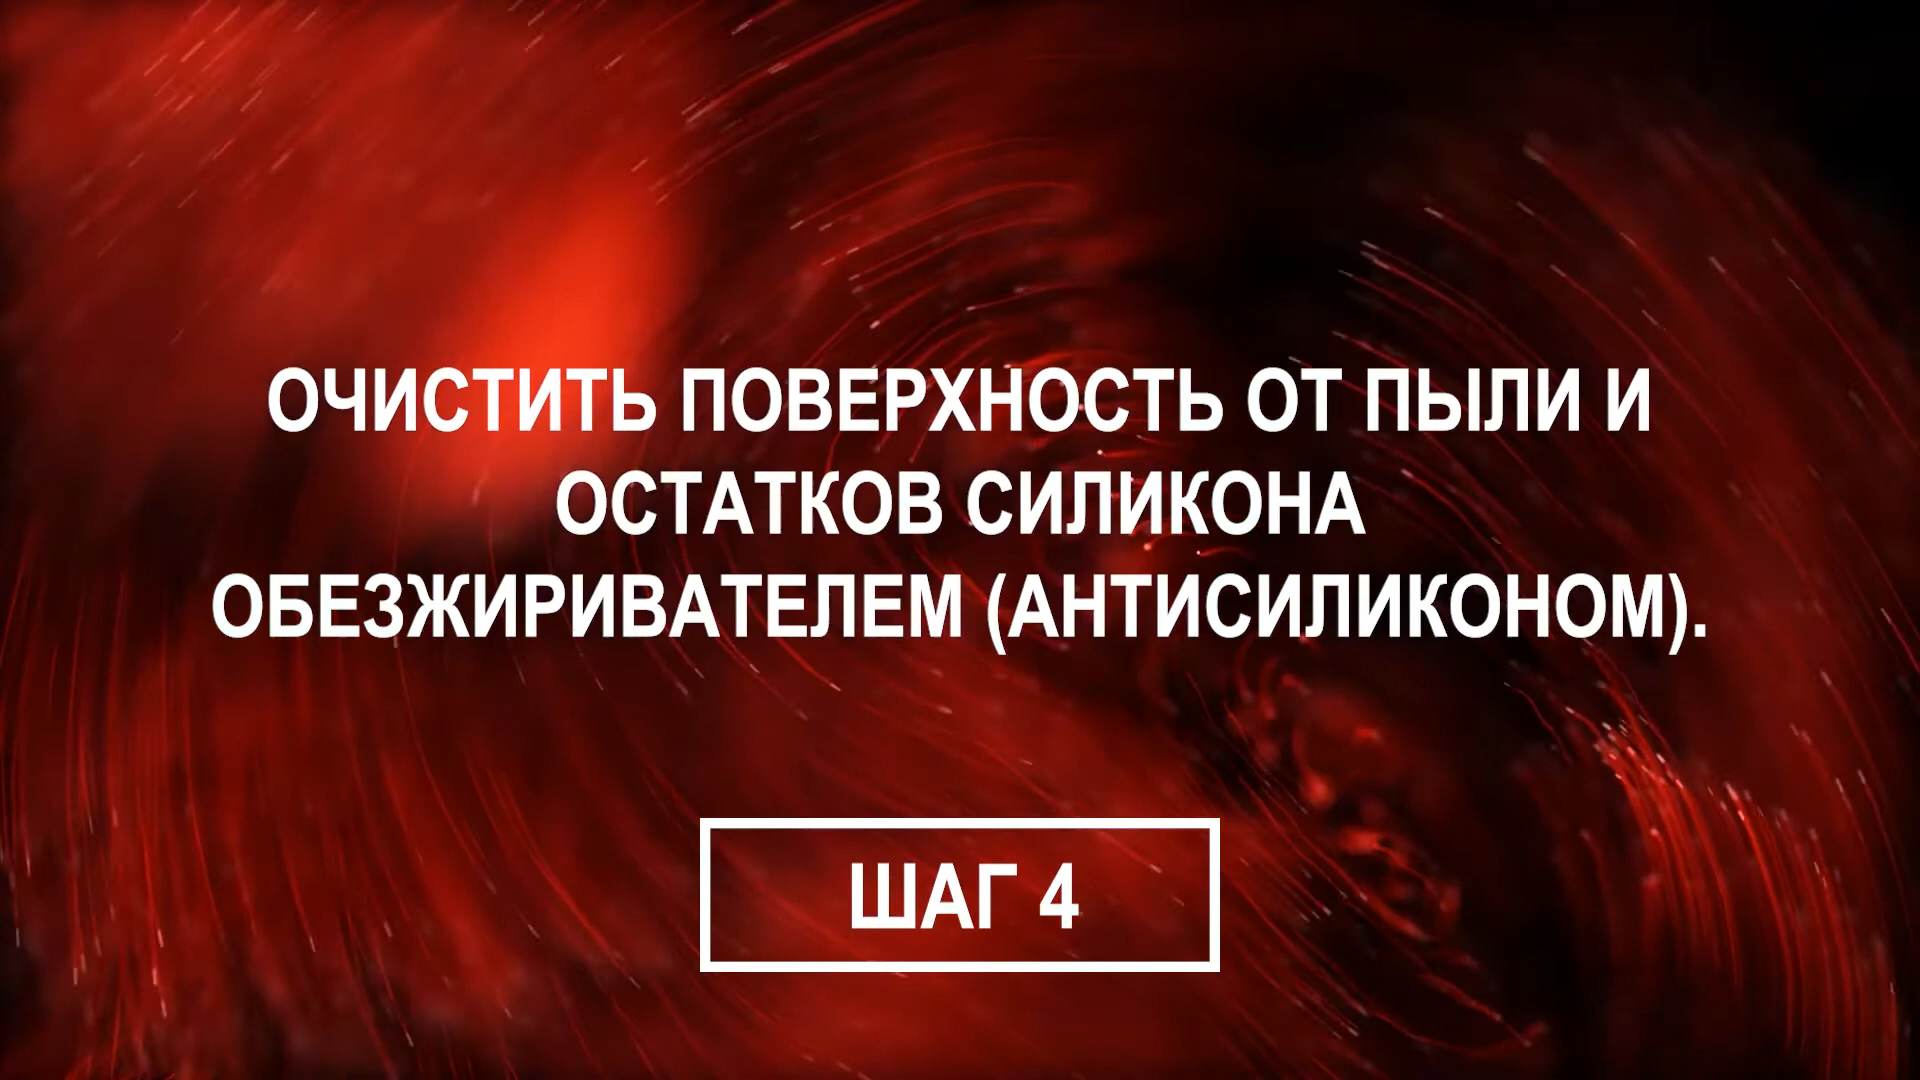 ОЧИСТИТЬ ПОВЕРХНОСТЬ ОТ ПЫЛИ И
ОСТАТКОВ СИЛИКОНА
ОБЕЗЖИРИВАТЕЛЕМ (АНТИСИЛИКОНОМ).
ШАГ 4